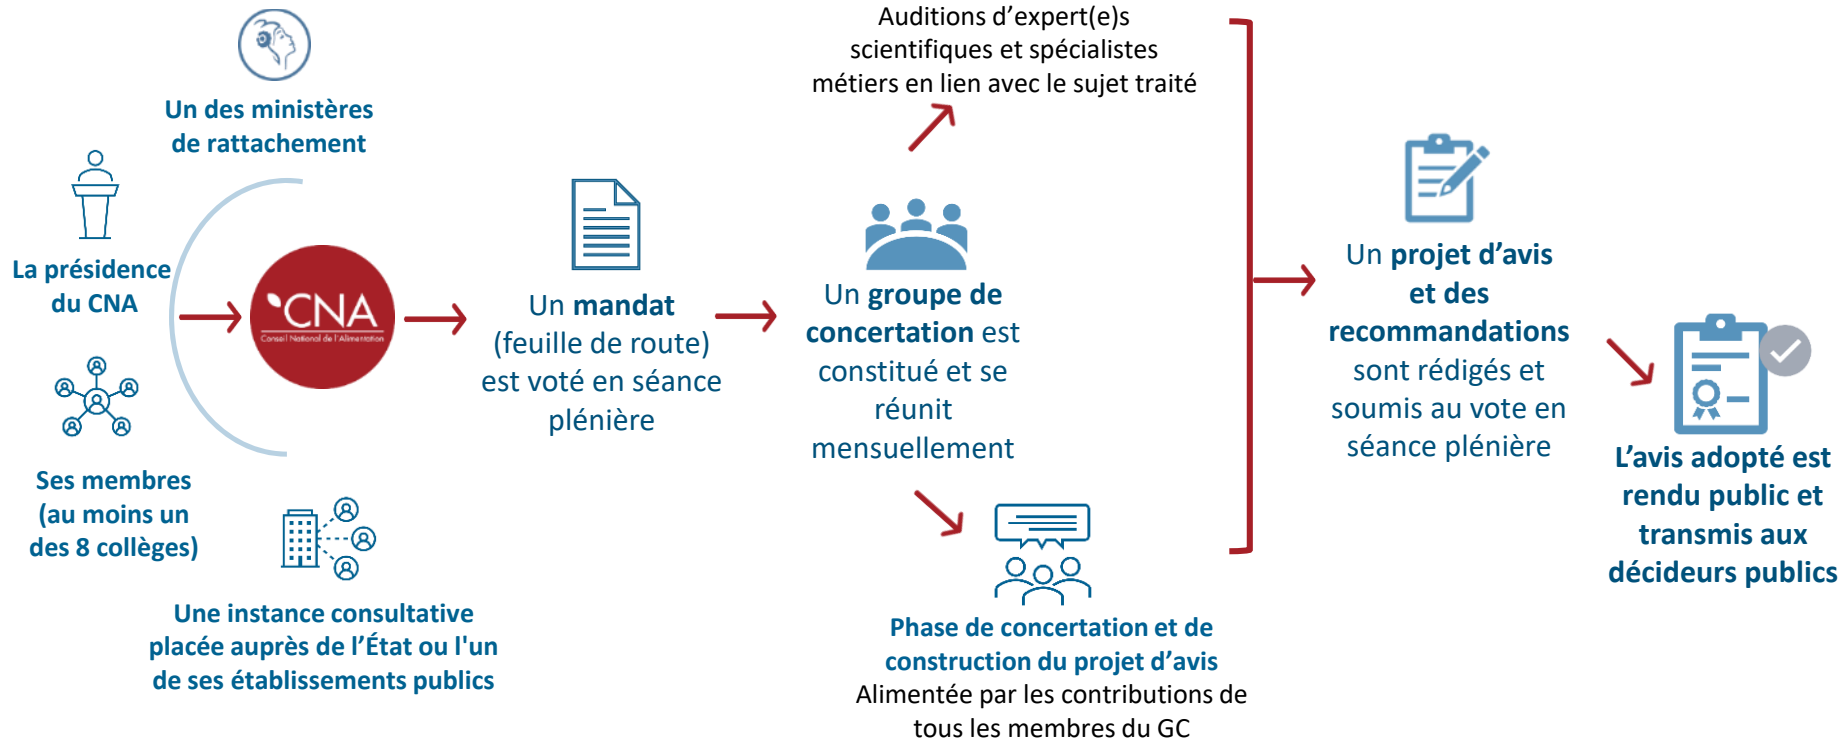 Un des ministères
de rattachement
La présidence
du CNA
Ses membres
(au moins un
des 8 collèges)
Une instance consultative
placée auprès de l’État ou l'un
de ses établissements publics
CNA
Conseil National de l'Alimentation
Un mandat
(feuille de route)
est voté en séance
plénière
Un groupe de
concertation est
constitué et se
réunit
mensuellement
Auditions d’expert(e)s
scientifiques et spécialistes
métiers en lien avec le sujet traité
Phase de concertation et de
construction du projet d’avis
Alimentée par les contributions de
tous les membres du GC
Un projet d’avis
et des
recommandations
sont rédigés et
soumis au vote en
séance plénière
L’avis adopté est
rendu public et
transmis aux
décideurs publics